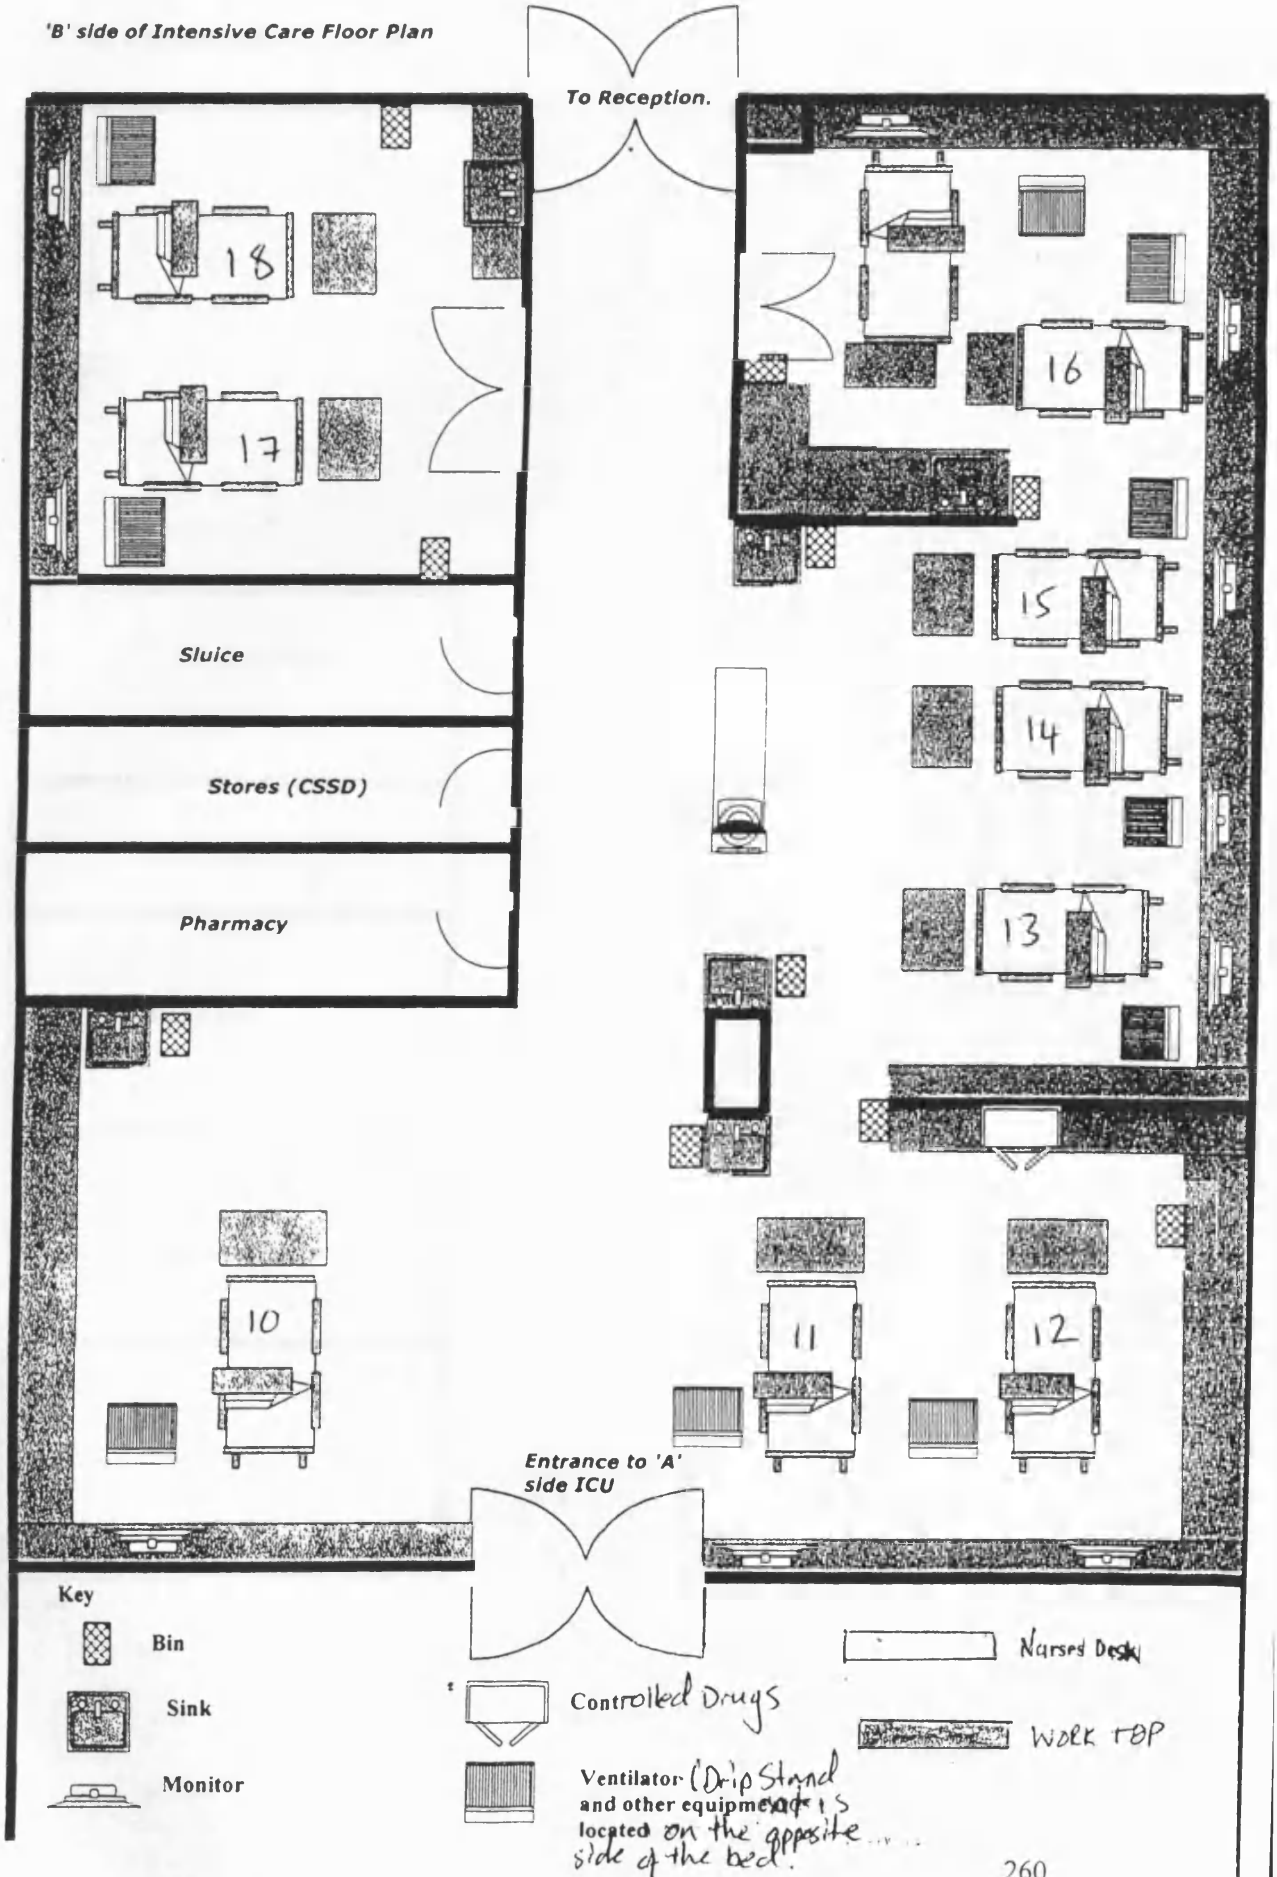 'B' side of Intensive Care Floor Plan
To Reception.
18
16
17
15
Sluice
14
Stores (CSSD)
13
Pharmacy
10
11
12
Entrance to 'A'
side ICU
Key
Bin
Sink
Monitor
Controlled Drugs
Ventilator (Drip Stand
and other equipment is
located on the opposite
side of the bed.
Nurses Desk
WORK TOP
260